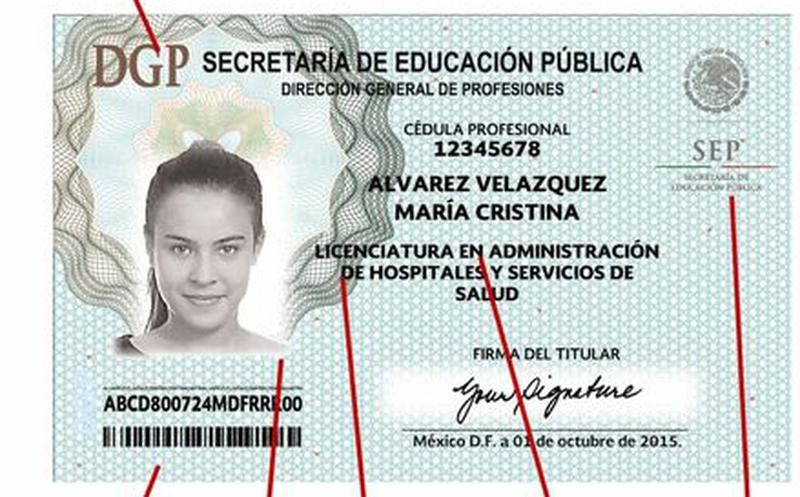 DGP SECRETARÍA DE EDUCACIÓN PÚBLICA
DIRECCIÓN GENERAL DE PROFESIONES
CÉDULA PROFESIONAL
12345678
SEP
SECRETARÍA DE
EDUCACIÓN PÚBLICA
ALVAREZ VELAZQUEZ
MARÍA CRISTINA
LICENCIATURA EN ADMINISTRACIÓN
DE HOSPITALES Y SERVICIOS DE
SALUD
FIRMA DEL TITULAR
Your Signature
México D.F. a 01 de octubre de 2015.
ABCD800724MDFRRR00